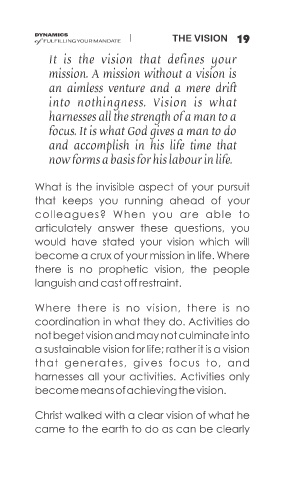 DYNAMICS
of FULFILLING YOUR MANDATE | THE VISION 19
It is the vision that defines your
mission. A mission without a vision is
an aimless venture and a mere drift
into nothingness. Vision is what
harnesses all the strength of a man to a
focus. It is what God gives a man to do
and accomplish in his life time that
now forms a basis for his labour in life.
What is the invisible aspect of your pursuit
that keeps you running ahead of your
colleagues? When you are able to
articulately answer these questions, you
would have stated your vision which will
become a crux of your mission in life. Where
there is no prophetic vision, the people
languish and cast off restraint.
Where there is no vision, there is no
coordination in what they do. Activities do
not beget vision and may not culminate into
a sustainable vision for life; rather it is a vision
that generates, gives focus to, and
harnesses all your activities. Activities only
become means of achieving the vision.
Christ walked with a clear vision of what he
came to the earth to do as can be clearly